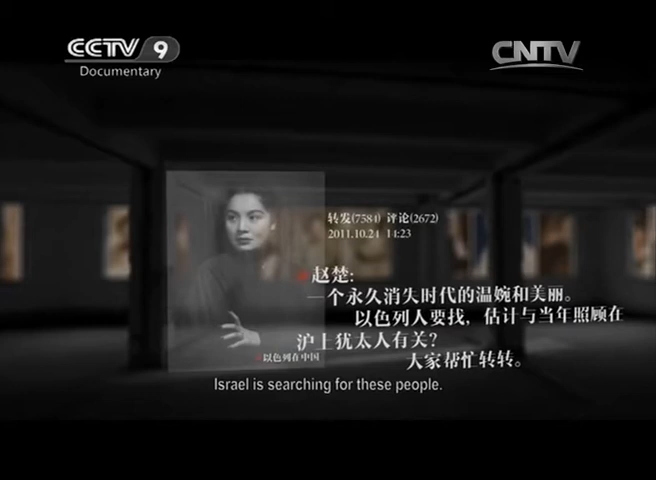 CCTV 9
Documentary
CNTV
转发(7584) 评论(2672)
2011.10.24 14:23
赵楚:
一个永久消失时代的温婉和美丽。
以色列人要找，估计与当年照顾在
沪上犹太人有关?
大家帮忙转转。
以色列在中国
Israel is searching for these people.